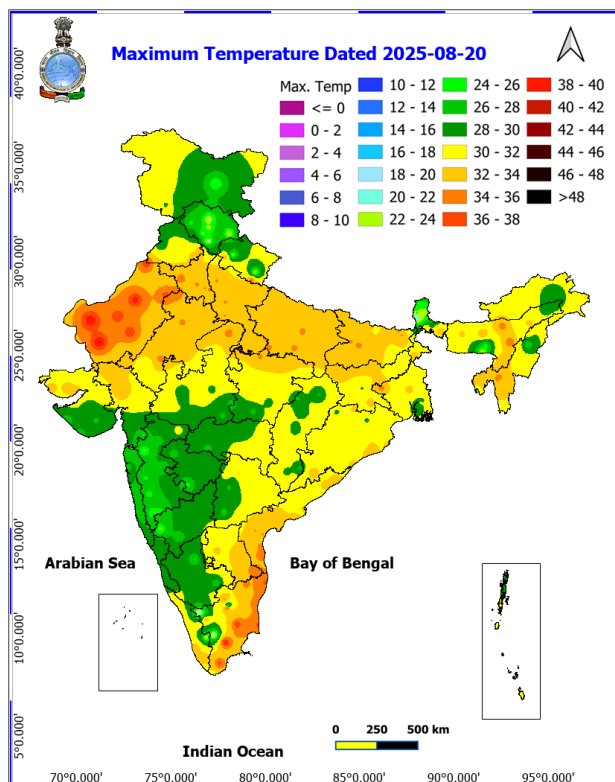 Maximum Temperature Dated 2025-08-20
Max. Temp
<= 0
0 - 2
2 - 4
4 - 6
6 - 8
8 - 10
10 - 12
12 - 14
14 - 16
16 - 18
18 - 20
20 - 22
22 - 24
24 - 26
26 - 28
28 - 30
30 - 32
32 - 34
34 - 36
36 - 38
38 - 40
40 - 42
42 - 44
44 - 46
46 - 48
>48
40°0.000'
35°0.000'
30°0.000'
25°0.000'
20°0.000'
15°0.000'
10°0.000'
5°0.000'
Arabian Sea
Bay of Bengal
Indian Ocean
0 250 500 km
70°0.000' 75°0.000' 80°0.000' 85°0.000' 90°0.000' 95°0.000'